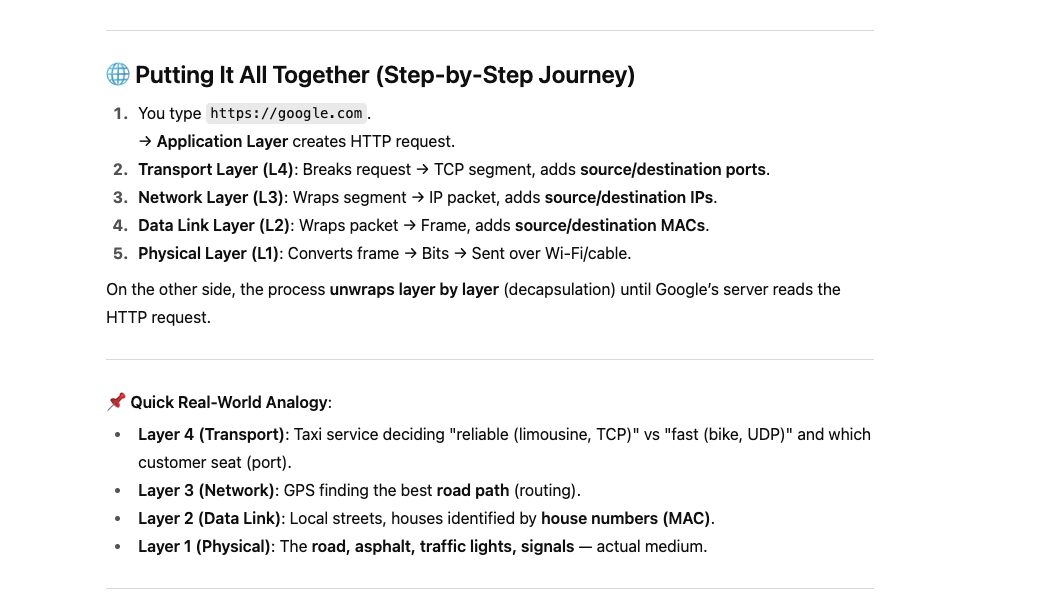 🌐 Putting It All Together (Step-by-Step Journey)
1. You type https://google.com.
→ Application Layer creates HTTP request.
2. Transport Layer (L4): Breaks request → TCP segment, adds source/destination ports.
3. Network Layer (L3): Wraps segment → IP packet, adds source/destination IPs.
4. Data Link Layer (L2): Wraps packet → Frame, adds source/destination MACs.
5. Physical Layer (L1): Converts frame → Bits → Sent over Wi-Fi/cable.
On the other side, the process unwraps layer by layer (decapsulation) until Google’s server reads the
HTTP request.
📌 Quick Real-World Analogy:
• Layer 4 (Transport): Taxi service deciding "reliable (limousine, TCP)" vs "fast (bike, UDP)" and which
customer seat (port).
• Layer 3 (Network): GPS finding the best road path (routing).
• Layer 2 (Data Link): Local streets, houses identified by house numbers (MAC).
• Layer 1 (Physical): The road, asphalt, traffic lights, signals — actual medium.